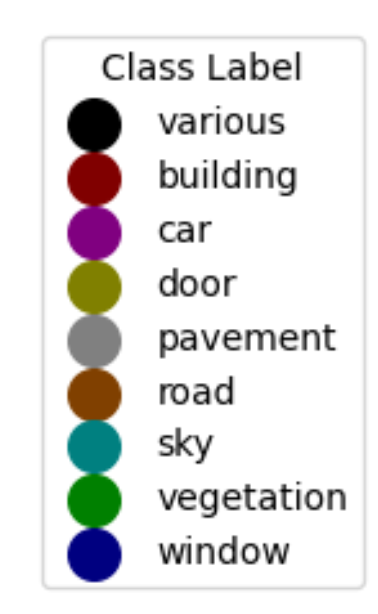 Class Label
various
building
car
door
pavement
road
sky
vegetation
window